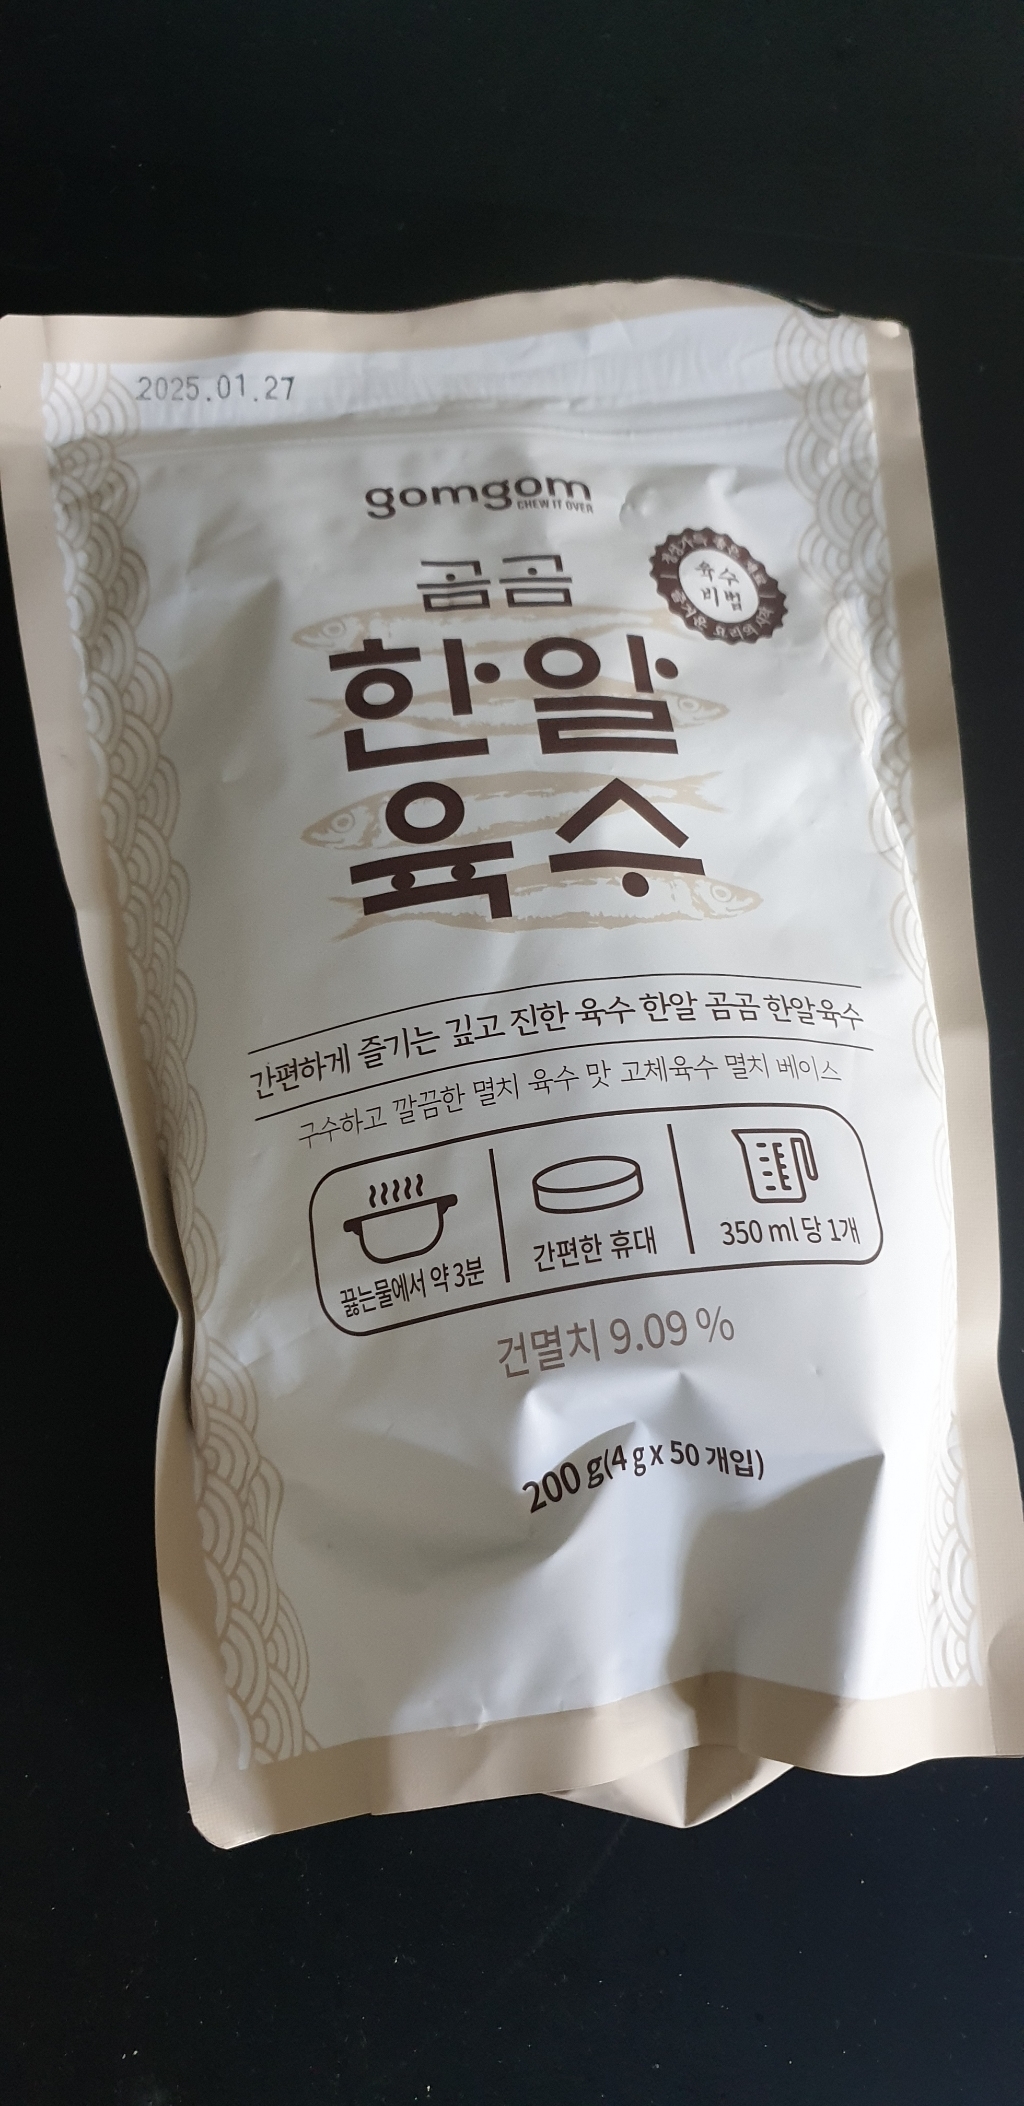 2025.01.27
gomgom
CHEW IT OVER
곰곰
육수
비법
한알
육수
간편하게 즐기는 깊고 진한 육수 한알 곰곰 한알육수
구수하고 깔끔한 멸치 육수 맛 고체육수 멸치 베이스
끓는물에서 약 3분
간편한 휴대
350 ml 당 1개
건멸치 9.09 %
200 g(4 g x 50 개입)